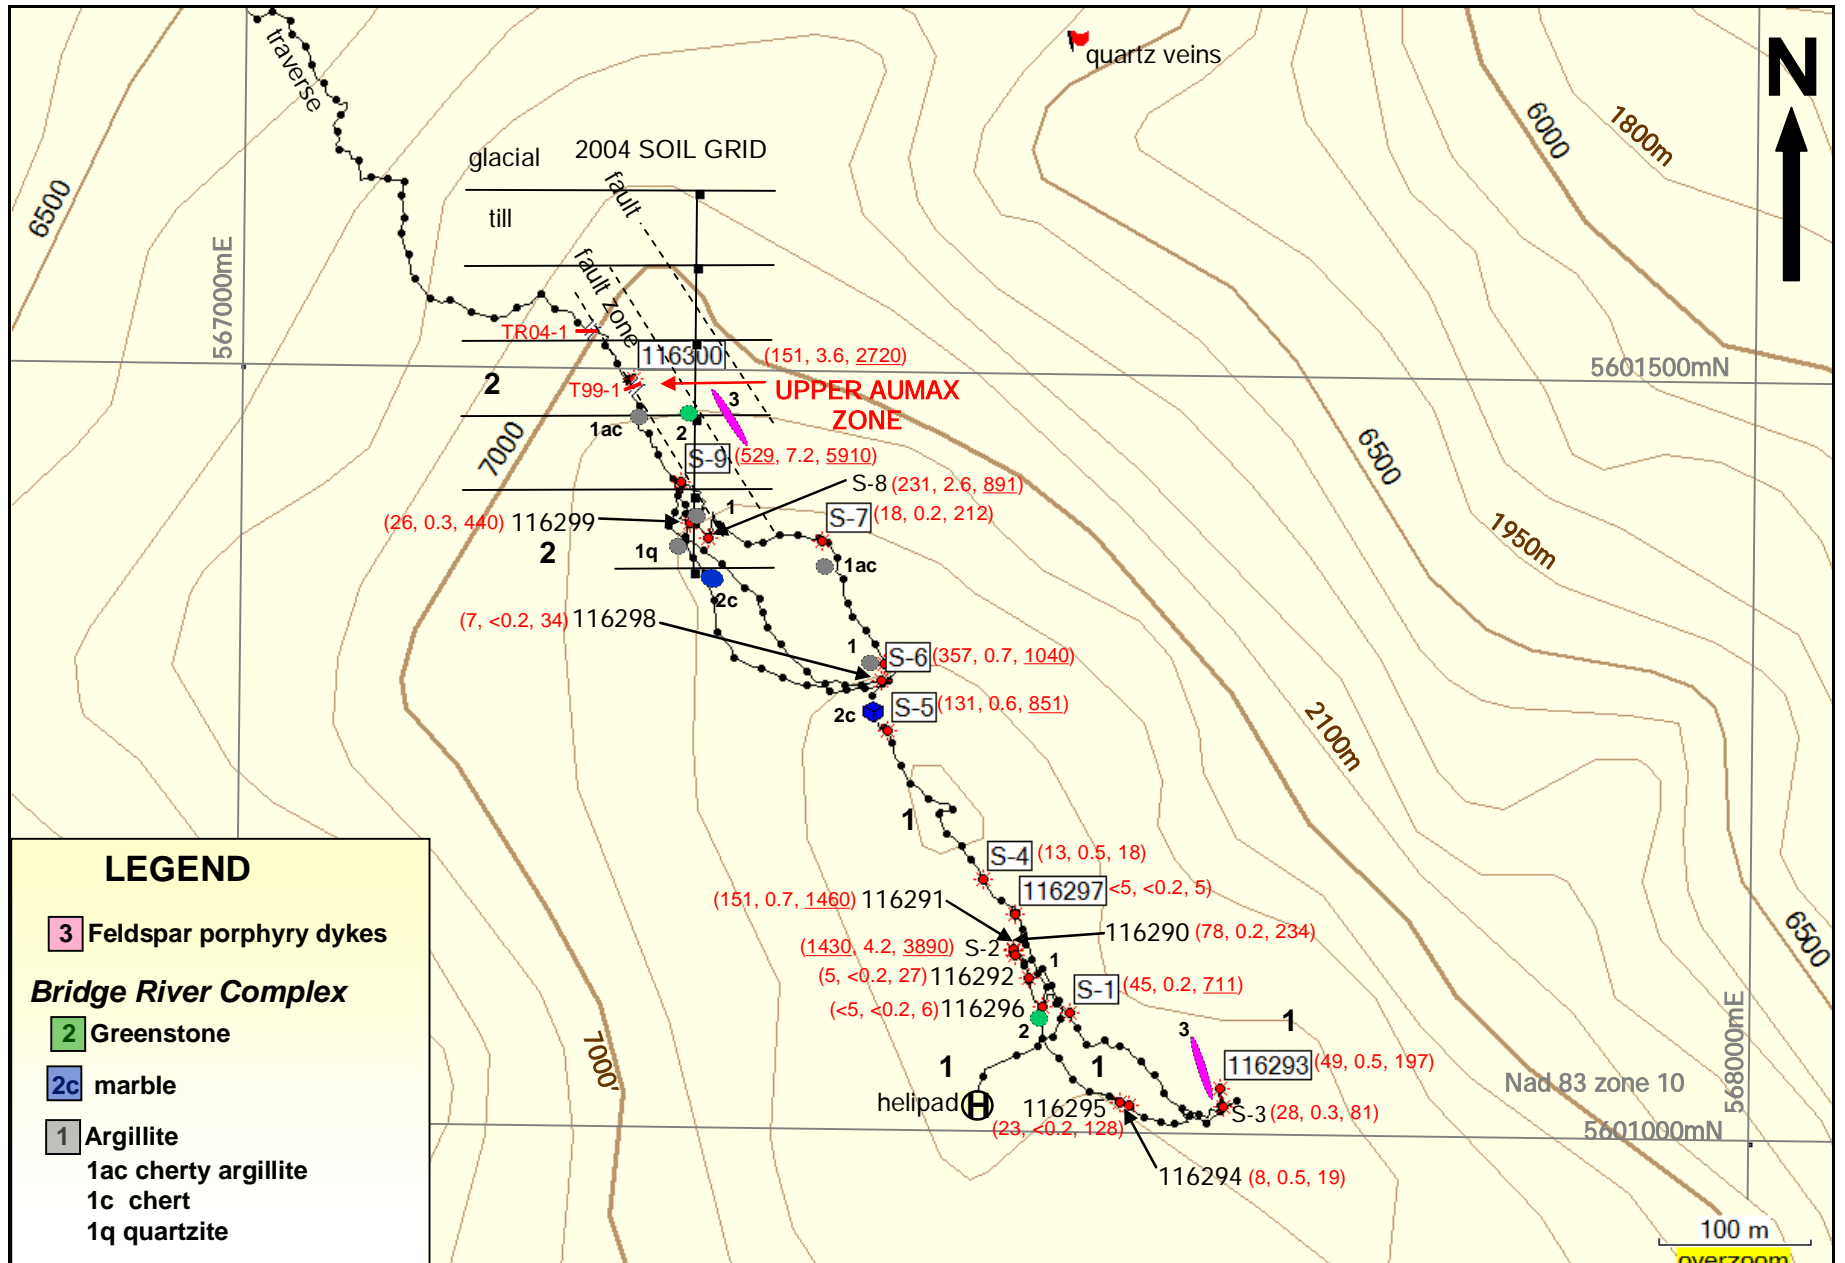 traverse
quartz veins
N
6000
1800m
glacial
2004 SOIL GRID
fault
till
6500
567000mE
fault zone
TR04-1
116300
(151, 3.6, 2720)
5601500mN
2
T99-1
UPPER AUMAX
ZONE
3
1ac
2
7000
S-9
(529, 7.2, 5910)
6500
S-8 (231, 2.6, 891)
1
S-7
(18, 0.2, 212)
(26, 0.3, 440) 116299
1950m
2
1q
1ac
2c
(7, <0.2, 34) 116298
1
S-6
(357, 0.7, 1040)
2c
S-5
(131, 0.6, 851)
2100m
1
S-4
(13, 0.5, 18)
116297
<5, <0.2, 5)
(151, 0.7, 1460) 116291
116290 (78, 0.2, 234)
(1430, 4.2, 3890) S-2
1
6500
(5, <0.2, 27) 116292
S-1
(45, 0.2, 711)
(<5, <0.2, 6) 116296
2
3
1
568000mE
7000'
1
1
116293
(49, 0.5, 197)
Nad 83 zone 10
helipad H
116295
(23, <0.2, 128)
S-3 (28, 0.3, 81)
5601000mN
116294 (8, 0.5, 19)
100 m
overzoom
LEGEND
3 Feldspar porphyry dykes
Bridge River Complex
2 Greenstone
2c marble
1 Argillite
1ac cherty argillite
1c chert
1q quartzite